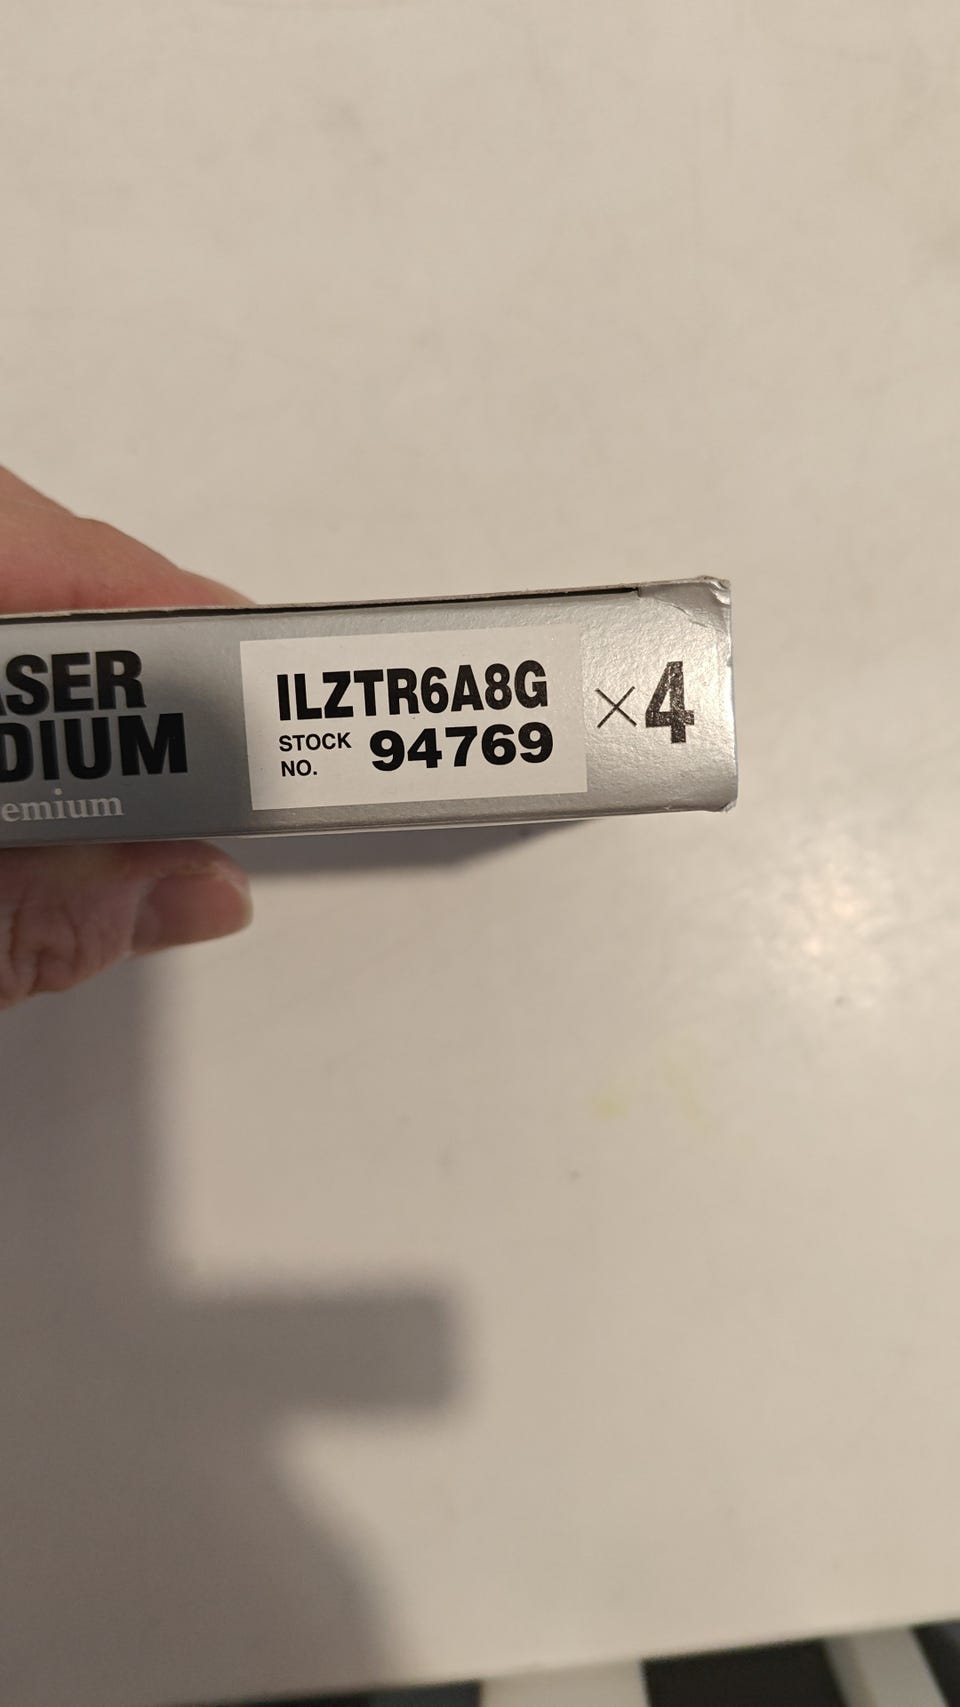 ASER
DIUM
emium
ILZTR6A8G
STOCK NO. 94769
×4